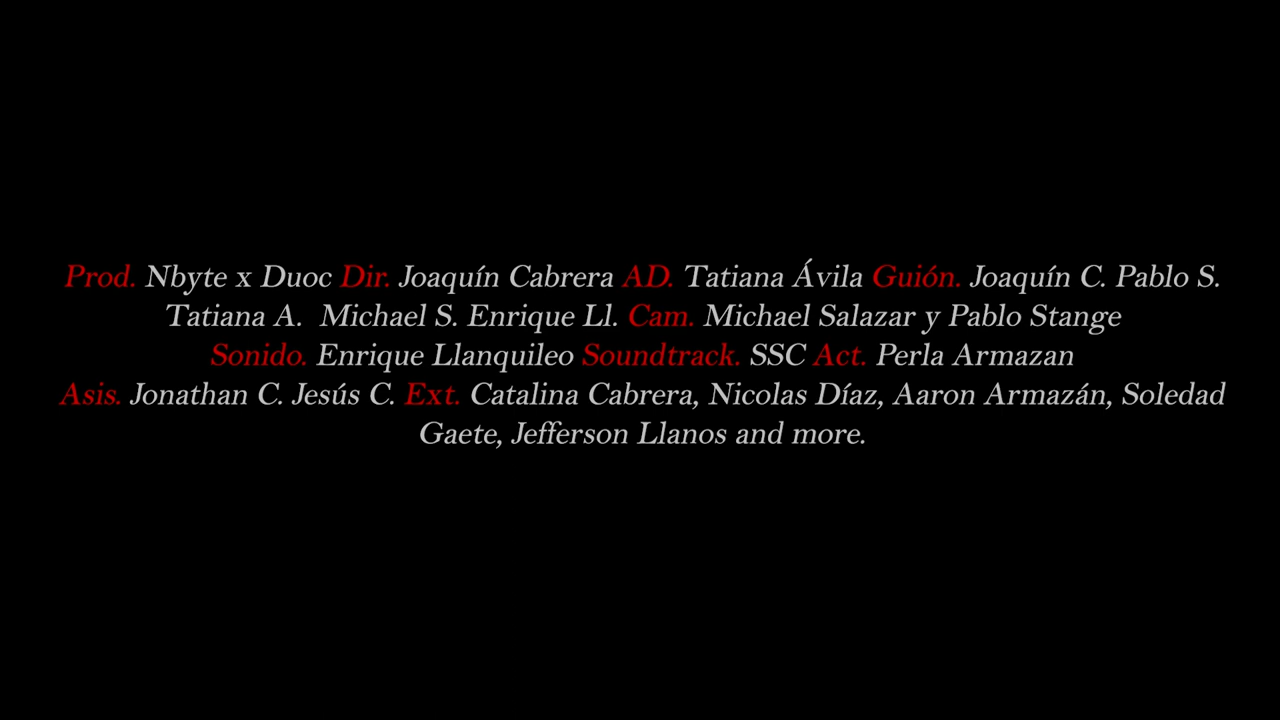 Prod. Nbyte x Duoc Dir. Joaquín Cabrera AD. Tatiana Ávila Guión. Joaquín C. Pablo S.
Tatiana A. Michael S. Enrique Ll. Cam. Michael Salazar y Pablo Stange
Sonido. Enrique Llanquileo Soundtrack. SSC Act. Perla Armazan
Asis. Jonathan C. Jesús C. Ext. Catalina Cabrera, Nicolas Díaz, Aaron Armazán, Soledad
Gaete, Jefferson Llanos and more.